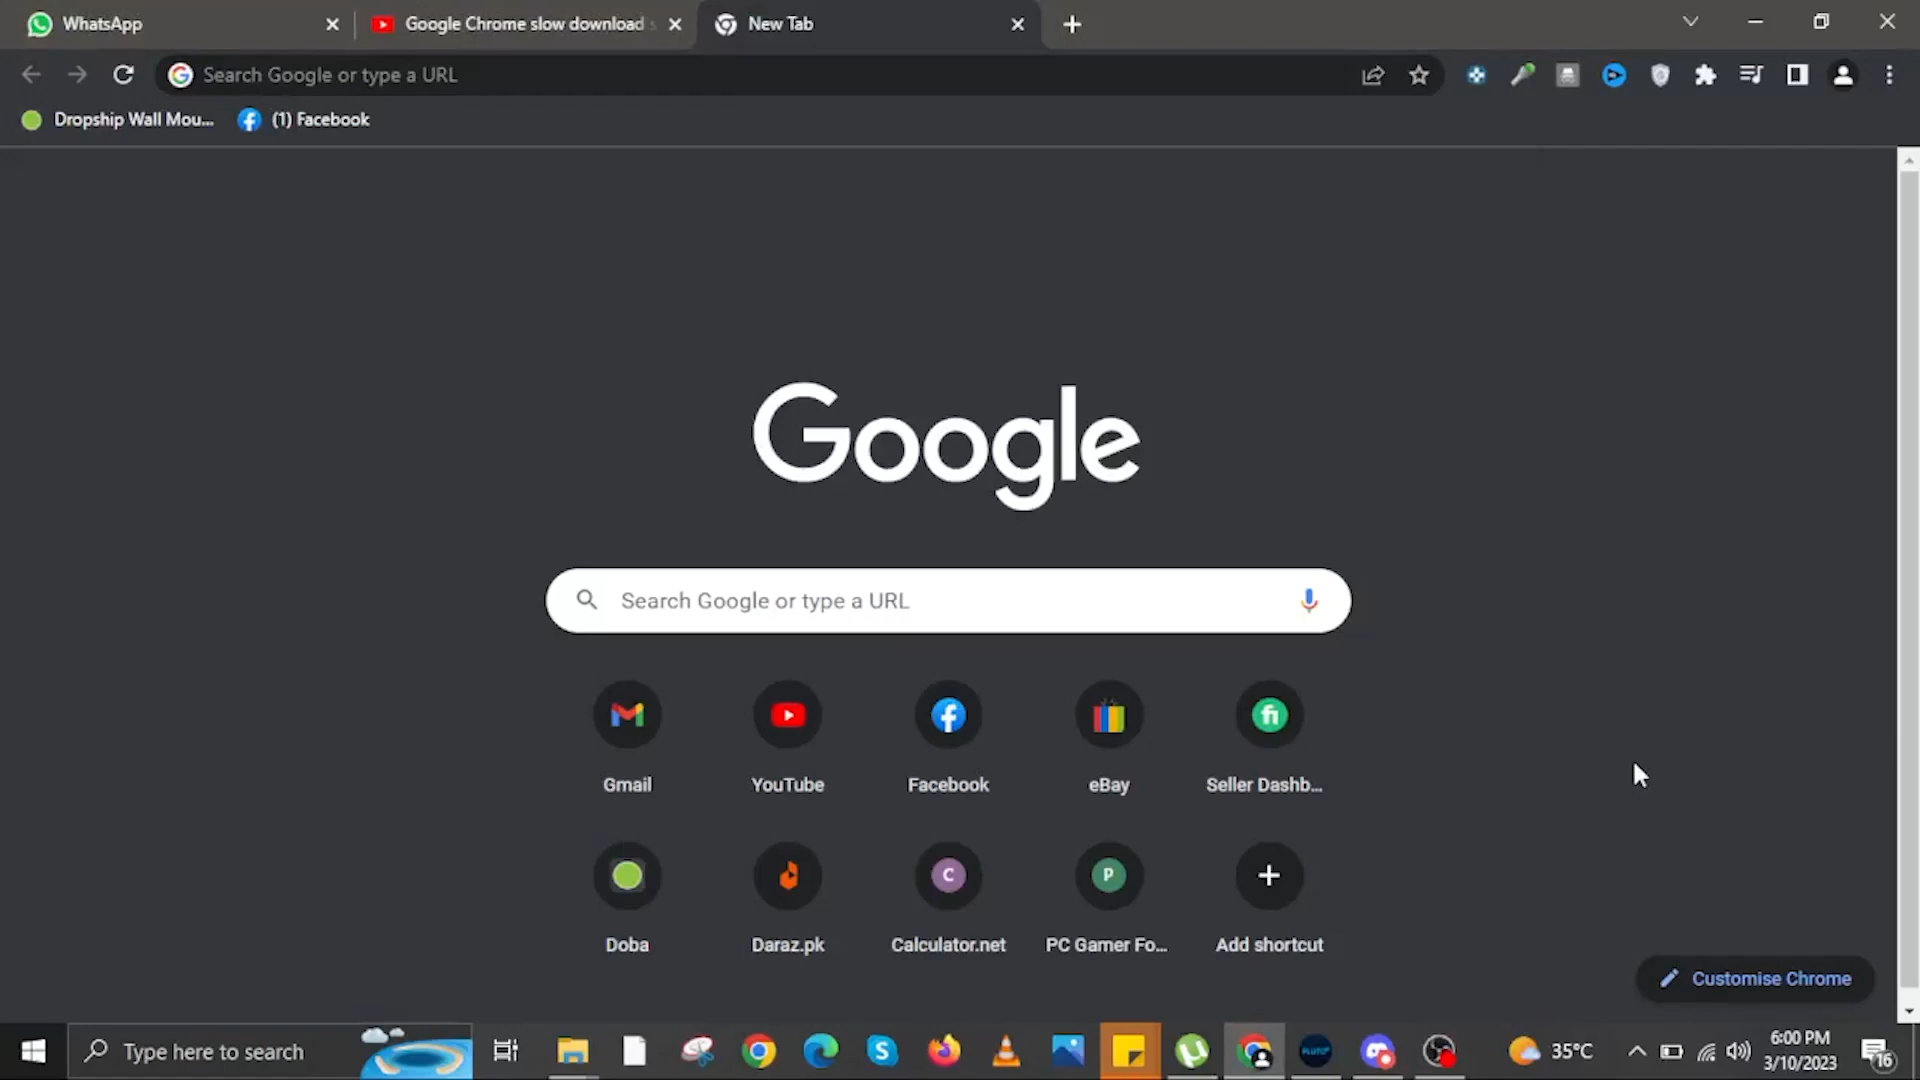 WhatsApp
Google Chrome slow download
New Tab
Search Google or type a URL
Dropship Wall Mou...
(1) Facebook
Google
Search Google or type a URL
Gmail
YouTube
Facebook
eBay
Seller Dashb...
Doba
Daraz.pk
C
Calculator.net
P
PC Gamer Fo...
Add shortcut
Customise Chrome
Type here to search
35°C
6:00 PM
3/10/2023
16